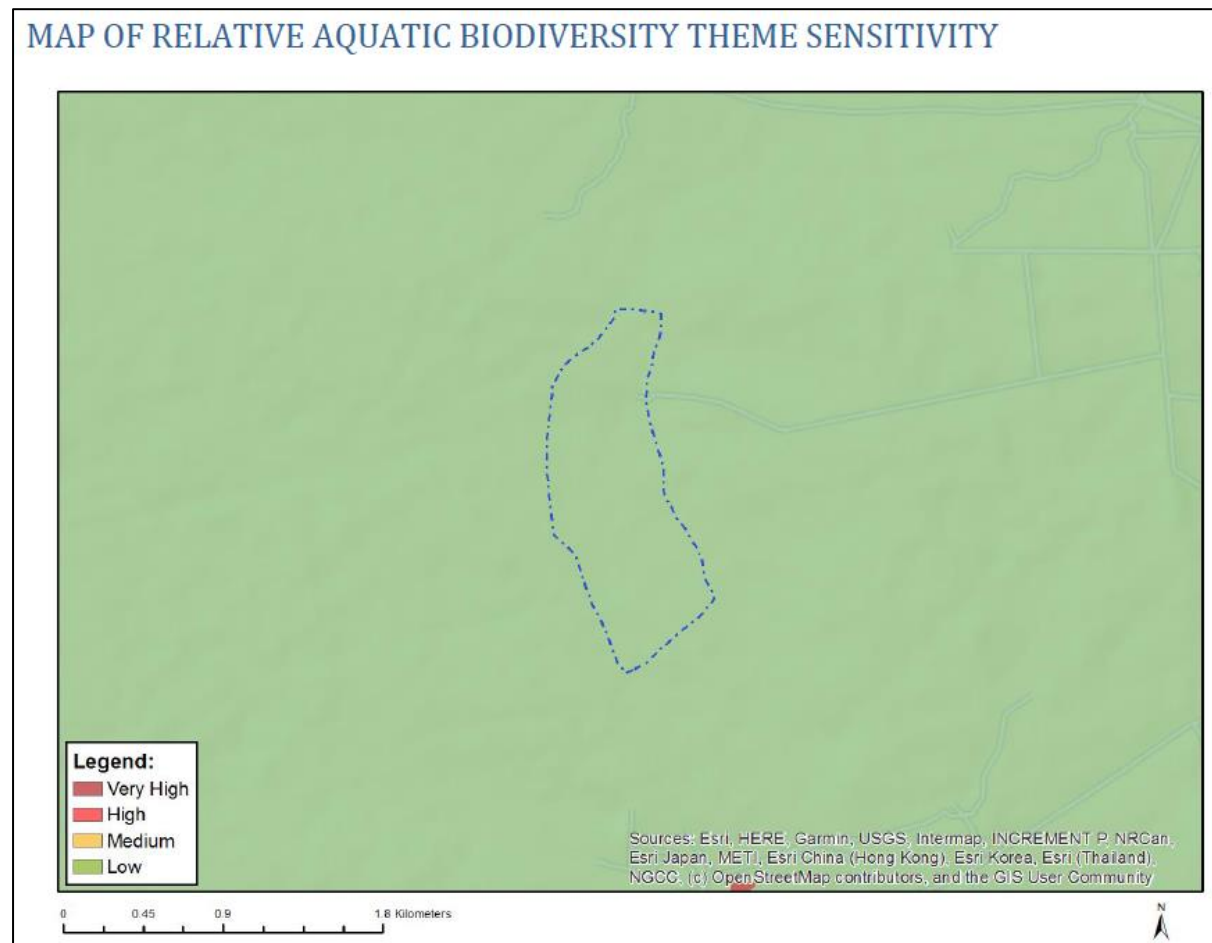 MAP OF RELATIVE AQUATIC BIODIVERSITY THEME SENSITIVITY
Legend:
Very High
High
Medium
Low
Sources: Esri, HERE, Garmin, USGS, Intermap, INCREMENT P, NRCan,
Esri Japan, METI, Esri China (Hong Kong), Esri Korea, Esri (Thailand),
NGCC, (c) OpenStreetMap contributors, and the GIS User Community
0 0.45 0.9 1.8 Kilometers
N